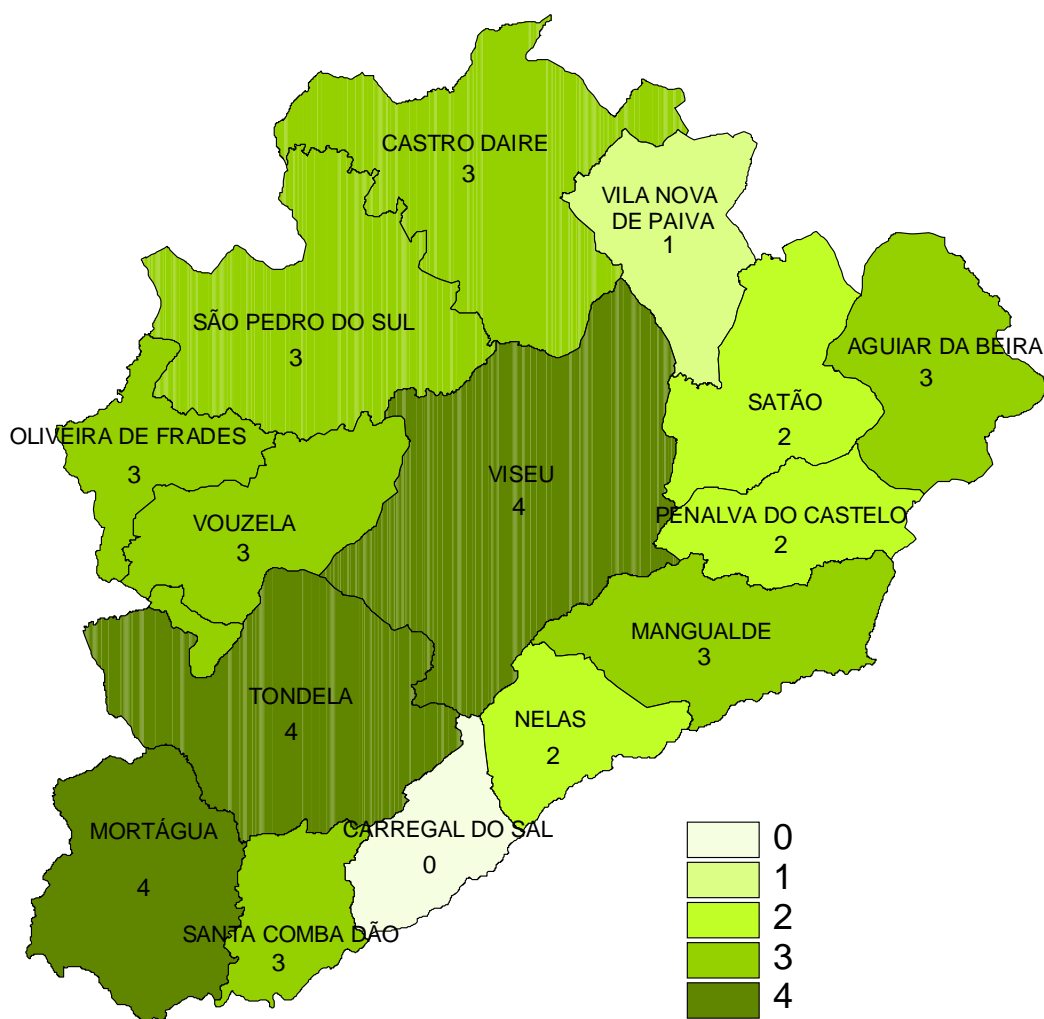 CASTRO DAIRE
3
VILA NOVA
DE PAIVA
1
SÃO PEDRO DO SUL
3
AGUIAR DA BEIRA
3
SATÃO
2
OLIVEIRA DE FRADES
3
VISEU
4
VOUZELA
3
PENALVA DO CASTELO
2
MANGUALDE
3
TONDELA
4
NELAS
2
MORTÁGUA
4
CARREGAL DO SAL
0
SANTA COMBA DÃO
3
0
1
2
3
4